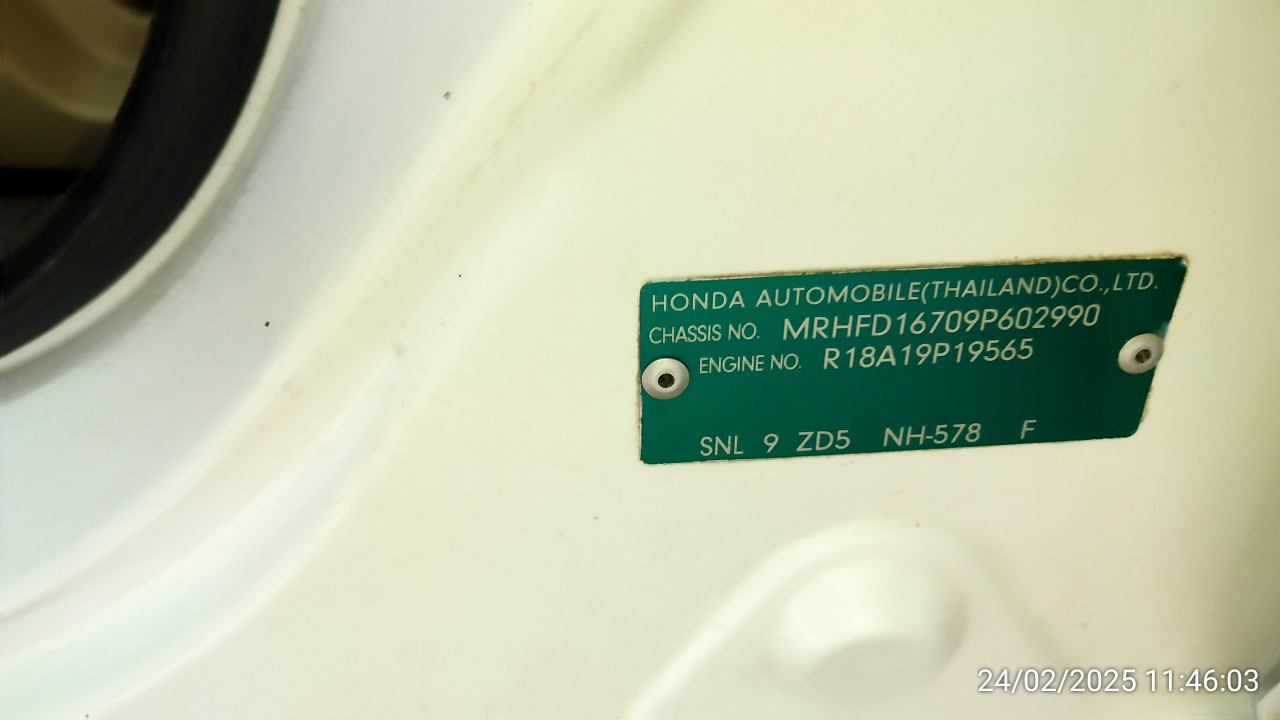 HONDA AUTOMOBILE(THAILAND)CO.,LTD.
CHASSIS NO. MRHFD16709P602990
ENGINE NO. R18A19P19565
SNL 9 ZD5 NH-578 F
24/02/2025 11:46:03